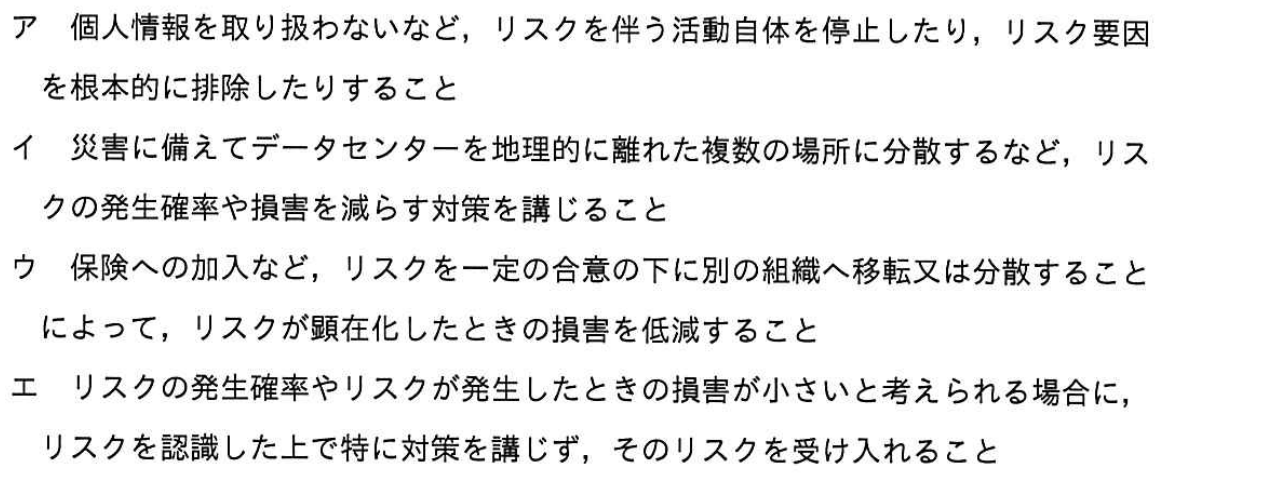 ア　個人情報を取り扱わないなど，リスクを伴う活動自体を停止したり，リスク要因
を根本的に排除したりすること
イ　災害に備えてデータセンターを地理的に離れた複数の場所に分散するなど，リス
クの発生確率や損害を減らす対策を講じること
ウ　保険への加入など，リスクを一定の合意の下に別の組織へ移転又は分散すること
によって，リスクが顕在化したときの損害を低減すること
エ　リスクの発生確率やリスクが発生したときの損害が小さいと考えられる場合に，
リスクを認識した上で特に対策を講じず，そのリスクを受け入れること